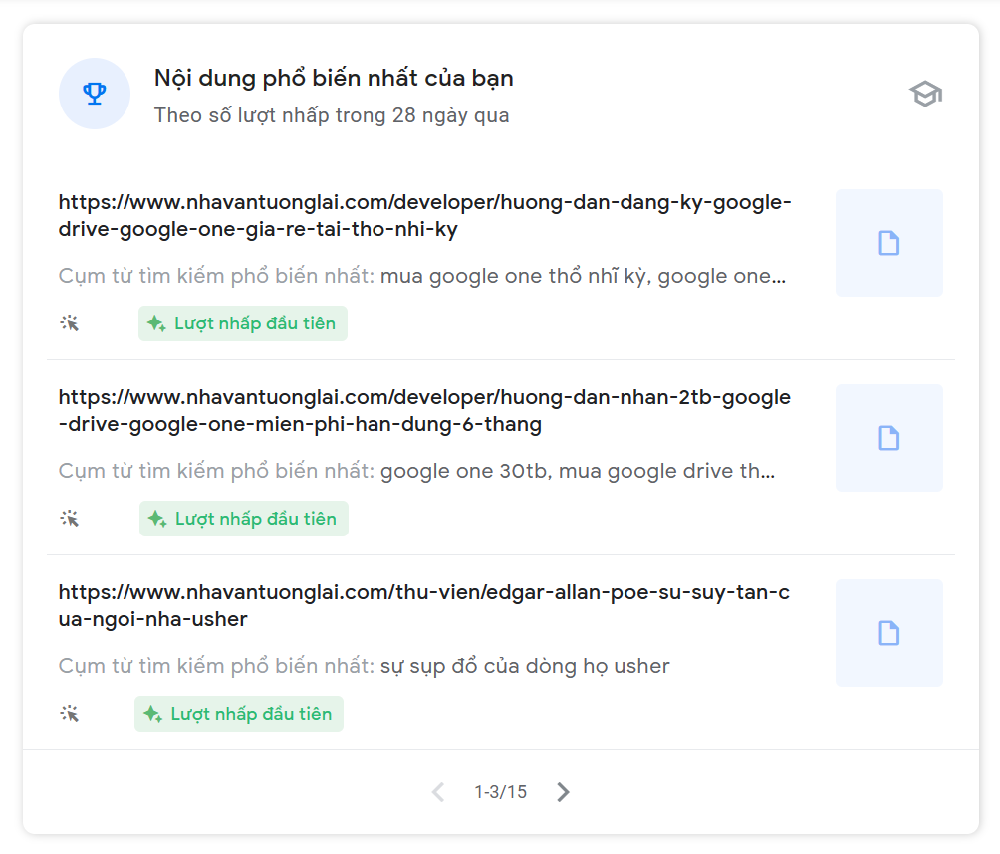 Nội dung phổ biến nhất của bạn
Theo số lượt nhấp trong 28 ngày qua
https://www.nhavantuonglai.com/developer/huong-dan-dang-ky-google-
drive-google-one-gia-re-tai-tho-nhi-ky
Cụm từ tìm kiếm phổ biến nhất: mua google one thổ nhĩ kỳ, google one...
Lượt nhấp đầu tiên
https://www.nhavantuonglai.com/developer/huong-dan-nhan-2tb-google
-drive-google-one-mien-phi-han-dung-6-thang
Cụm từ tìm kiếm phổ biến nhất: google one 30tb, mua google drive th...
Lượt nhấp đầu tiên
https://www.nhavantuonglai.com/thu-vien/edgar-allan-poe-su-suy-tan-c
ua-ngoi-nha-usher
Cụm từ tìm kiếm phổ biến nhất: sự sụp đổ của dòng họ usher
Lượt nhấp đầu tiên
1-3/15